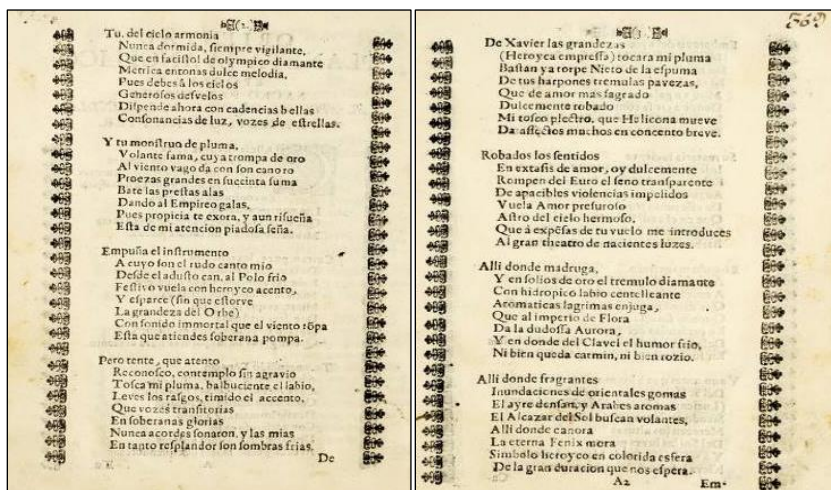 (2.)
Tu, del cielo armonia
Nunca dormida, siempre vigilante,
Que en facistol de olympico diamante
Metrica entonas dulce melodia,
Pues debes à los cielos
Generosos desvelos
Dispende ahora con cadencias bellas
Consonancias de luz, vozes de estrellas.
Y tu monstruo de pluma,
Volante fama, cuya trompa de oro
Al viento vago da con son canoro
Proezas grandes en succinta suma
Bate las prestas alas
Dando al Empireo galas,
Pues propicia te exora, y aun risueña
Esta de mi atencion piadosa seña.
Empuña el instrumento
A cuyo son el rudo canto mio
Desde el adusto can, al Polo frio
Festivo vuela con heroyco acento,
Y esparce (sin que estorve
La grandeza del Orbe)
Con sonido immortal que el viento rõpa
Esta que atiendes soberana pompa.
Pero tente, que atento
Reconosco, contemplo sin agravio
Tosca mi pluma, balbuciente el labio,
Leves los rasgos, timido el accento,
Que vozes transitorias
En soberanas glorias
Nunca acordes sonaron, y las mias
En tanto resplandor son sombras frias.
De
(3.)
569
De Xavier las grandezas
(Heroyca empressa) tocara mi pluma
Bastan ya torpe Nieto de la espuma
De tus harpones tremulas pavezas,
Que de amor mas sagrado
Dulcemente robado
Mi tosco plectro, que Helicona mueve
Da affectos muchos en concento breve.
Robados los sentidos
En extasis de amor, oy dulcemente
Rompen del Euro el seno transparente
De apacibles violencias impelidos
Vuela Amor presuroso
Astro del cielo hermoso,
Que á expẽsas de tu vuelo me introduces
Al gran theatro de nacientes luzes.
Alli donde madruga,
Y en folios de oro el tremulo diamante
Con hidropico labio centelleante
Aromaticas lagrimas enjuga,
Que al imperio de Flora
Da la dudossa Aurora,
Y en donde del Clavel el humor frio,
Ni bien queda carmin, ni bien rozio.
Alli donde fragrantes
Inundaciones de orientales gomas
El ayre densan, y Arabes aromas
El Alcazar del Sol buscan volantes,
Alli donde canora
La eterna Fenix mora
Simbolo heroyco en colorida esfera
De la gran duracion que nos espera.
A2
Em-